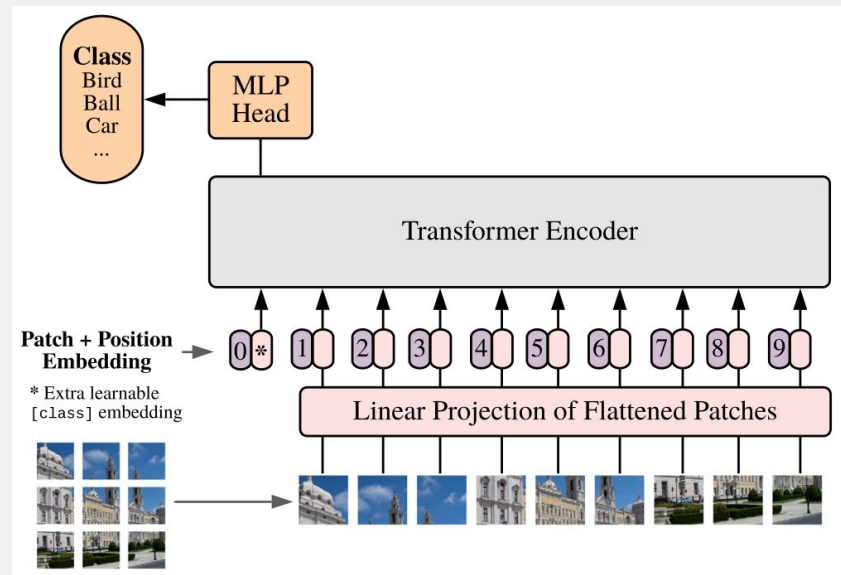 Class
Bird
Ball
Car
...
MLP
Head
Transformer Encoder
Patch + Position
Embedding
0 * 1 2 3 4 5 6 7 8 9
* Extra learnable
[class] embedding
Linear Projection of Flattened Patches